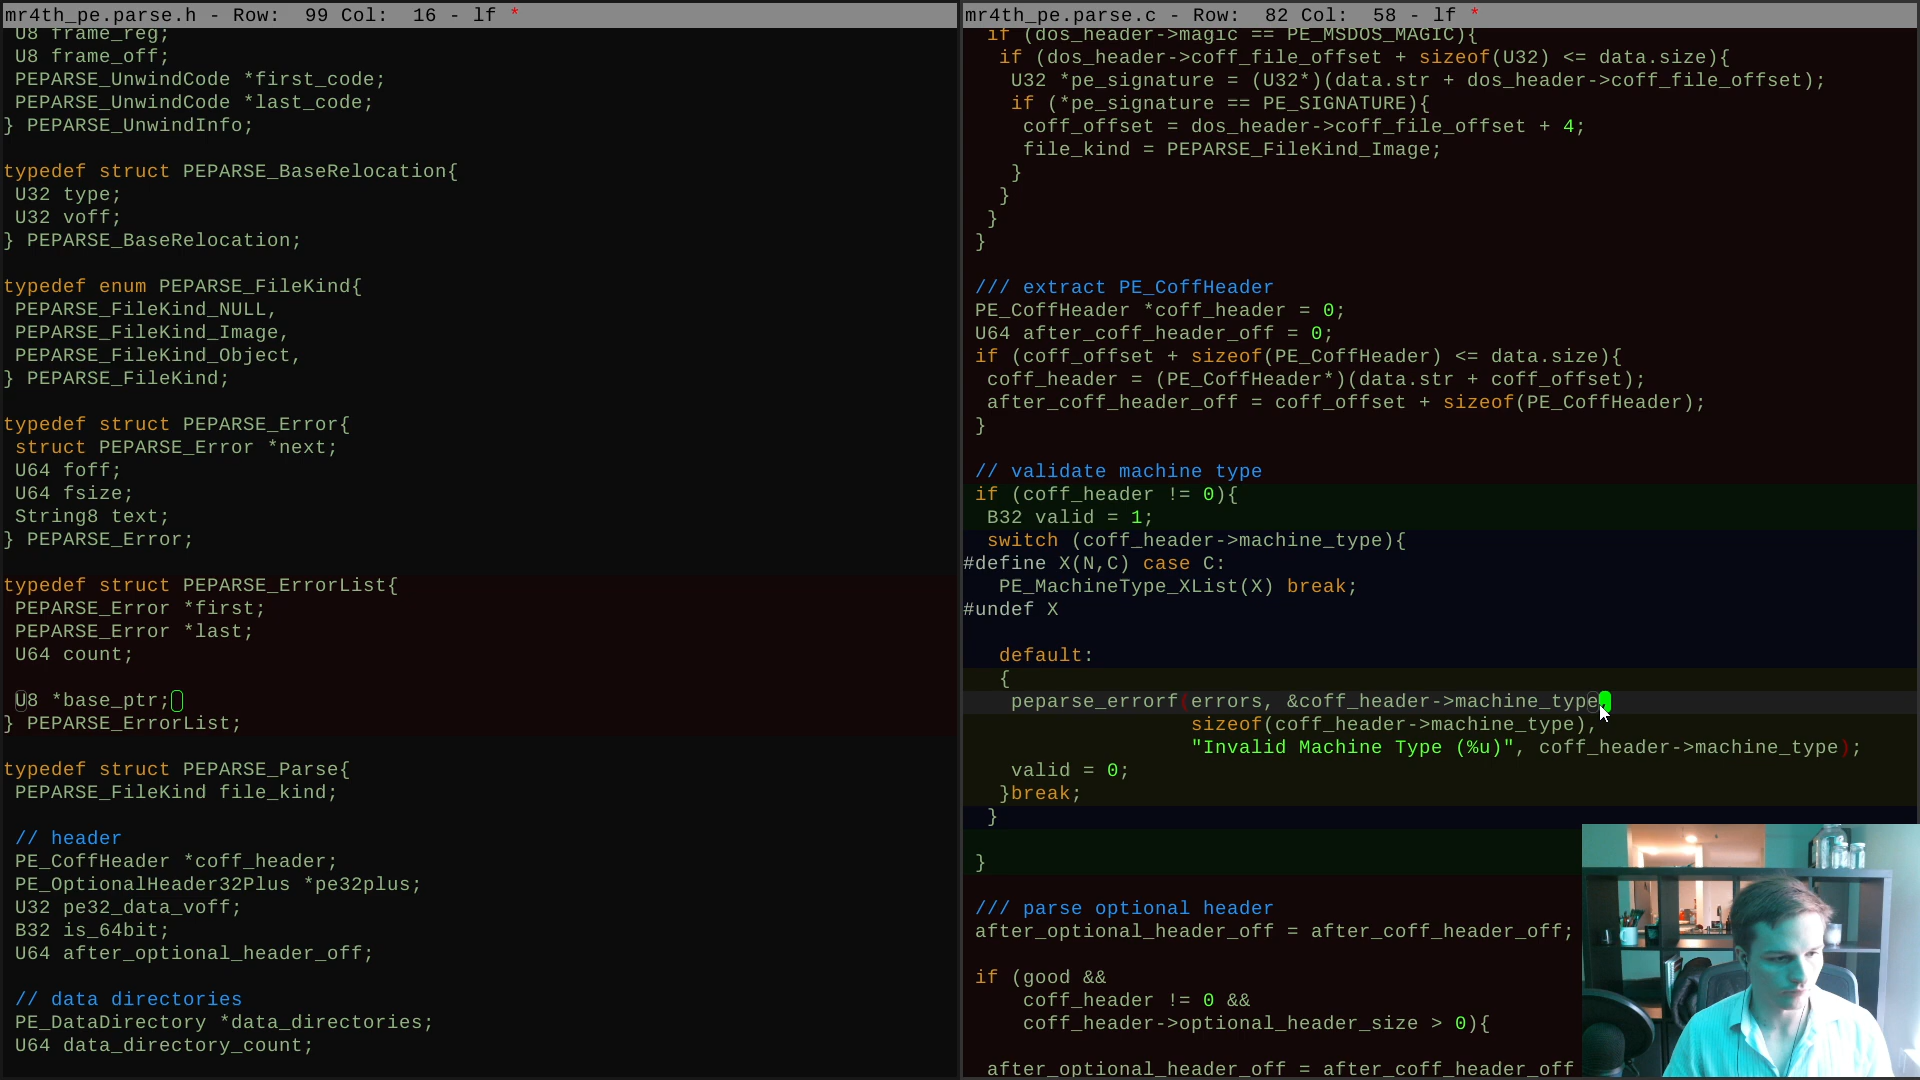 mr4th_pe.parse.h - Row:  99 Col:  16 - lf *
U8 frame_reg;
U8 frame_off;
PEPARSE_UnwindCode *first_code;
PEPARSE_UnwindCode *last_code;
} PEPARSE_UnwindInfo;
typedef struct PEPARSE_BaseRelocation{
U32 type;
U32 voff;
} PEPARSE_BaseRelocation;
typedef enum PEPARSE_FileKind{
PEPARSE_FileKind_NULL,
PEPARSE_FileKind_Image,
PEPARSE_FileKind_Object,
} PEPARSE_FileKind;
typedef struct PEPARSE_Error{
struct PEPARSE_Error *next;
U64 foff;
U64 fsize;
String8 text;
} PEPARSE_Error;
typedef struct PEPARSE_ErrorList{
PEPARSE_Error *first;
PEPARSE_Error *last;
U64 count;
U8 *base_ptr;
} PEPARSE_ErrorList;
typedef struct PEPARSE_Parse{
PEPARSE_FileKind file_kind;
// header
PE_CoffHeader *coff_header;
PE_OptionalHeader32Plus *pe32plus;
U32 pe32_data_voff;
B32 is_64bit;
U64 after_optional_header_off;
// data directories
PE_DataDirectory *data_directories;
U64 data_directory_count;
mr4th_pe.parse.c - Row:  82 Col:  58 - lf *
if (dos_header->magic == PE_MSDOS_MAGIC){
if (dos_header->coff_file_offset + sizeof(U32) <= data.size){
U32 *pe_signature = (U32*)(data.str + dos_header->coff_file_offset);
if (*pe_signature == PE_SIGNATURE){
coff_offset = dos_header->coff_file_offset + 4;
file_kind = PEPARSE_FileKind_Image;
}
}
}
}
/// extract PE_CoffHeader
PE_CoffHeader *coff_header = 0;
U64 after_coff_header_off = 0;
if (coff_offset + sizeof(PE_CoffHeader) <= data.size){
coff_header = (PE_CoffHeader*)(data.str + coff_offset);
after_coff_header_off = coff_offset + sizeof(PE_CoffHeader);
}
// validate machine type
if (coff_header != 0){
B32 valid = 1;
switch (coff_header->machine_type){
#define X(N,C) case C:
PE_MachineType_XList(X) break;
#undef X
default:
{
peparse_errorf(errors, &coff_header->machine_type,
sizeof(coff_header->machine_type),
"Invalid Machine Type (%u)", coff_header->machine_type);
valid = 0;
}break;
}
}
/// parse optional header
after_optional_header_off = after_coff_header_off;
if (good &&
coff_header != 0 &&
coff_header->optional_header_size > 0){
after_optional_header_off = after_coff_header_off